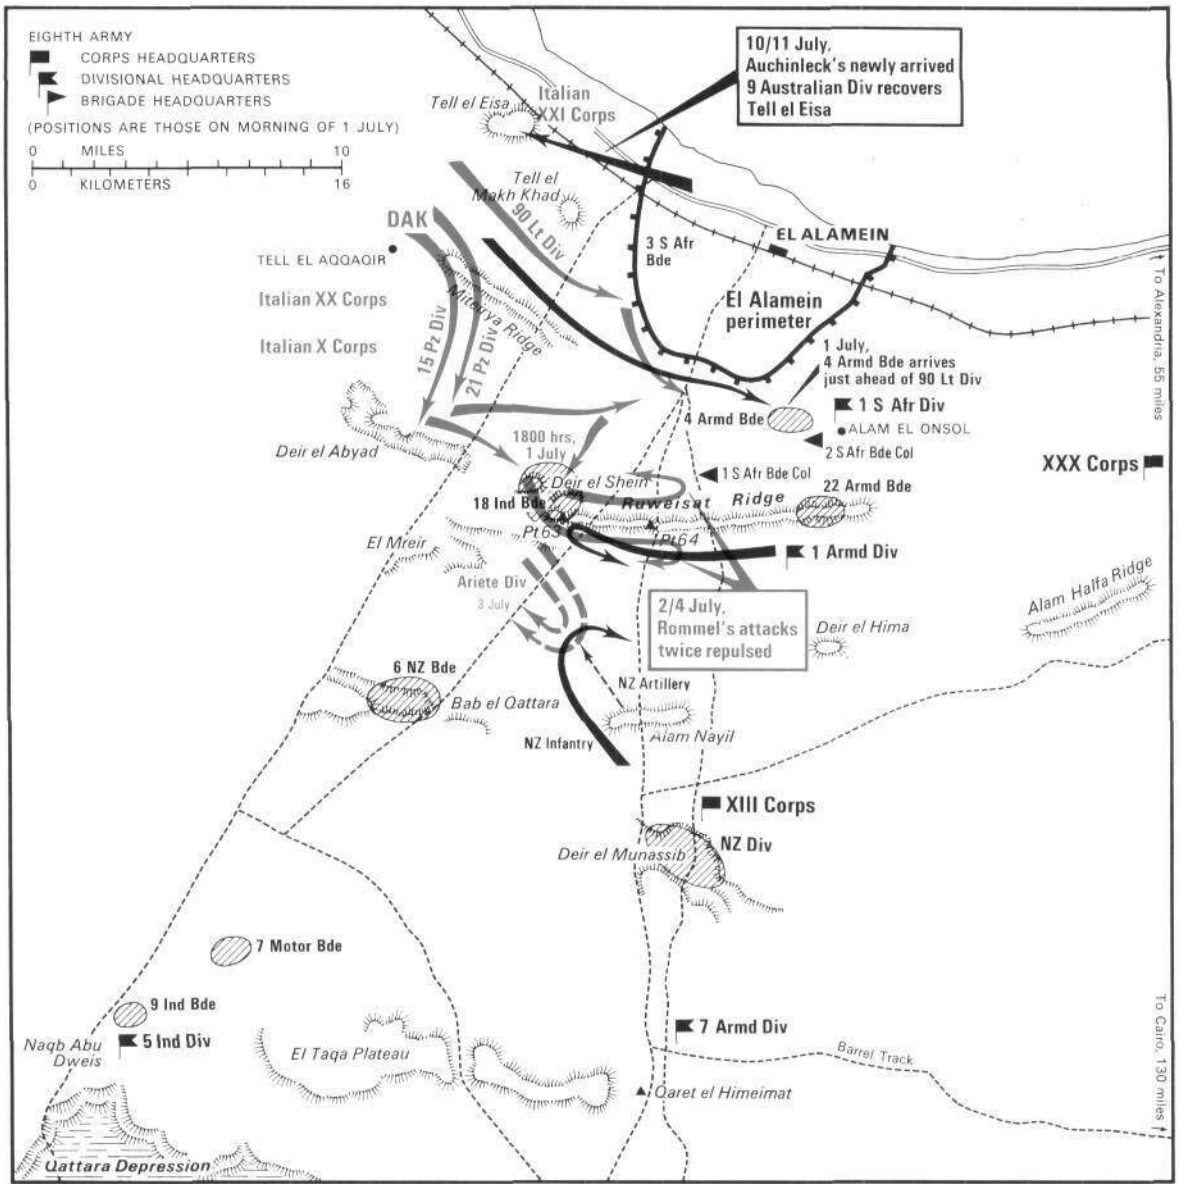 EIGHTH ARMY
CORPS HEADQUARTERS
DIVISIONAL HEADQUARTERS
BRIGADE HEADQUARTERS
(POSITIONS ARE THOSE ON MORNING OF 1 JULY)
0 MILES 10
0 KILOMETERS 16
10/11 July,
Auchinleck's newly arrived
9 Australian Div recovers
Tell el Eisa
Tell el Eisa
Italian
XXI Corps
Tell el
Makh Khad
90 Lt Div
DAK
TELL EL AQQAQIR
Italian XX Corps
Italian X Corps
Miteirya Ridge
15 Pz Div
21 Pz Div
3 S Afr
Bde
EL ALAMEIN
El Alamein
perimeter
To Alexandria, 55 miles
1 July,
4 Armd Bde arrives
just ahead of 90 Lt Div
4 Armd Bde
1 S Afr Div
ALAM EL ONSOL
2 S Afr Bde Col
1 S Afr Bde Col
XXX Corps
Deir el Abyad
1800 hrs,
1 July
Deir el Shein
18 Ind Bde
Ruweisat Ridge
22 Armd Bde
Pt63
Pt64
El Mreir
1 Armd Div
Ariete Div
3 July
2/4 July,
Rommel's attacks
twice repulsed
Alam Halfa Ridge
Deir el Hima
6 NZ Bde
Bab el Qattara
NZ Artillery
Alam Nayil
NZ Infantry
XIII Corps
NZ Div
Deir el Munassib
7 Motor Bde
9 Ind Bde
5 Ind Div
Naqb Abu
Dweis
El Taqa Plateau
7 Armd Div
Barrel Track
Qaret el Himeimat
To Cairo, 130 miles
Qattara Depression